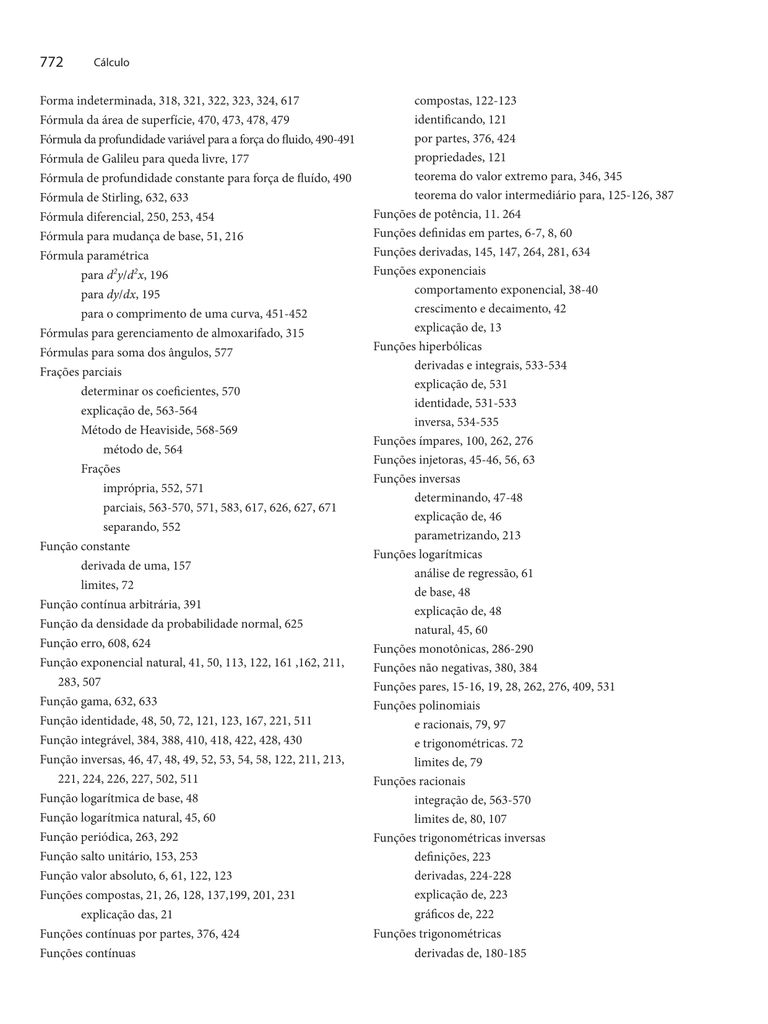 772 Cálculo
Forma indeterminada, 318, 321, 322, 323, 324, 617
Fórmula da área de superfície, 470, 473, 478, 479
Fórmula da profundidade variável para a força do fluido, 490-491
Fórmula de Galileu para queda livre, 177
Fórmula de profundidade constante para força de fluído, 490
Fórmula de Stirling, 632, 633
Fórmula diferencial, 250, 253, 454
Fórmula para mudança de base, 51, 216
Fórmula paramétrica
para d²y/d²x, 196
para dy/dx, 195
para o comprimento de uma curva, 451-452
Fórmulas para gerenciamento de almoxarifado, 315
Fórmulas para soma dos ângulos, 577
Frações parciais
determinar os coeficientes, 570
explicação de, 563-564
Método de Heaviside, 568-569
método de, 564
Frações
imprópria, 552, 571
parciais, 563-570, 571, 583, 617, 626, 627, 671
separando, 552
Função constante
derivada de uma, 157
limites, 72
Função contínua arbitrária, 391
Função da densidade da probabilidade normal, 625
Função erro, 608, 624
Função exponencial natural, 41, 50, 113, 122, 161 ,162, 211,
283, 507
Função gama, 632, 633
Função identidade, 48, 50, 72, 121, 123, 167, 221, 511
Função integrável, 384, 388, 410, 418, 422, 428, 430
Função inversas, 46, 47, 48, 49, 52, 53, 54, 58, 122, 211, 213,
221, 224, 226, 227, 502, 511
Função logarítmica de base, 48
Função logarítmica natural, 45, 60
Função periódica, 263, 292
Função salto unitário, 153, 253
Função valor absoluto, 6, 61, 122, 123
Funções compostas, 21, 26, 128, 137,199, 201, 231
explicação das, 21
Funções contínuas por partes, 376, 424
Funções contínuas
compostas, 122-123
identificando, 121
por partes, 376, 424
propriedades, 121
teorema do valor extremo para, 346, 345
teorema do valor intermediário para, 125-126, 387
Funções de potência, 11. 264
Funções definidas em partes, 6-7, 8, 60
Funções derivadas, 145, 147, 264, 281, 634
Funções exponenciais
comportamento exponencial, 38-40
crescimento e decaimento, 42
explicação de, 13
Funções hiperbólicas
derivadas e integrais, 533-534
explicação de, 531
identidade, 531-533
inversa, 534-535
Funções ímpares, 100, 262, 276
Funções injetoras, 45-46, 56, 63
Funções inversas
determinando, 47-48
explicação de, 46
parametrizando, 213
Funções logarítmicas
análise de regressão, 61
de base, 48
explicação de, 48
natural, 45, 60
Funções monotônicas, 286-290
Funções não negativas, 380, 384
Funções pares, 15-16, 19, 28, 262, 276, 409, 531
Funções polinomiais
e racionais, 79, 97
e trigonométricas. 72
limites de, 79
Funções racionais
integração de, 563-570
limites de, 80, 107
Funções trigonométricas inversas
definições, 223
derivadas, 224-228
explicação de, 223
gráficos de, 222
Funções trigonométricas
derivadas de, 180-185